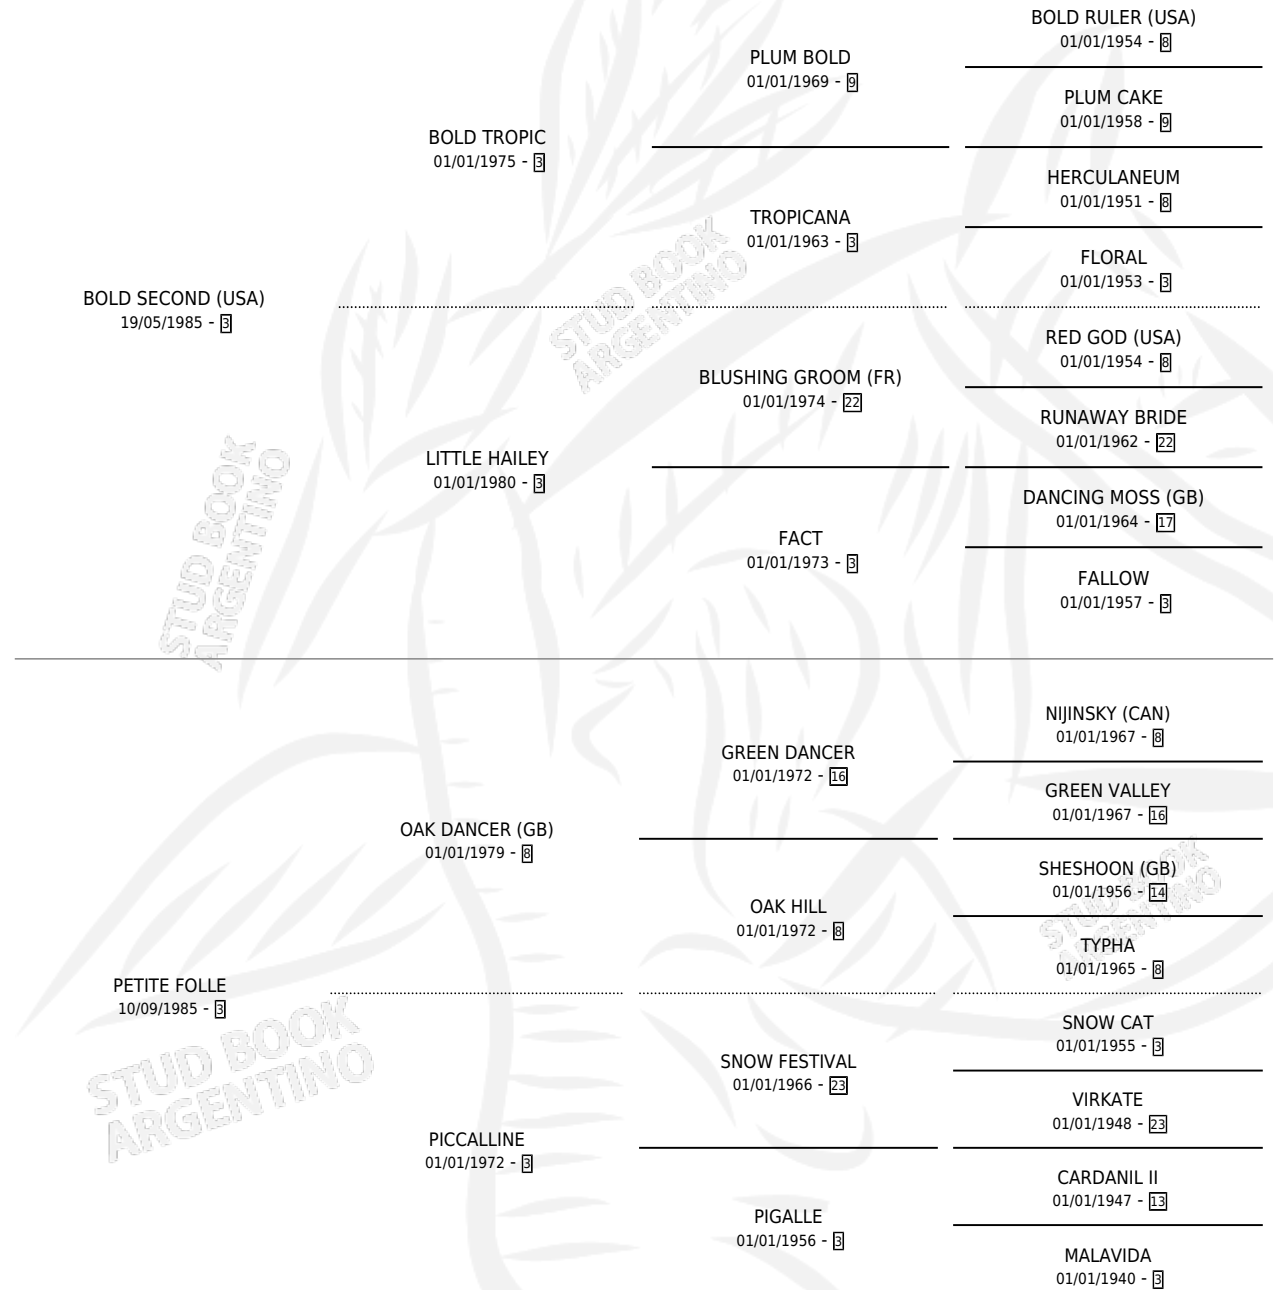 BOLD RULER (USA)
01/01/1954 - 8
PLUM BOLD
01/01/1969 - 9
PLUM CAKE
01/01/1958 - 9
BOLD TROPIC
01/01/1975 - 3
HERCULANEUM
01/01/1951 - 8
TROPICANA
01/01/1963 - 3
FLORAL
01/01/1953 - 3
BOLD SECOND (USA)
19/05/1985 - 3
RED GOD (USA)
01/01/1954 - 8
BLUSHING GROOM (FR)
01/01/1974 - 22
RUNAWAY BRIDE
01/01/1962 - 22
LITTLE HAILEY
01/01/1980 - 3
DANCING MOSS (GB)
01/01/1964 - 17
FACT
01/01/1973 - 3
FALLOW
01/01/1957 - 3
NIJINSKY (CAN)
01/01/1967 - 8
GREEN DANCER
01/01/1972 - 16
GREEN VALLEY
01/01/1967 - 16
OAK DANCER (GB)
01/01/1979 - 8
SHESHOON (GB)
01/01/1956 - 14
OAK HILL
01/01/1972 - 8
TYPHA
01/01/1965 - 8
PETITE FOLLE
10/09/1985 - 3
SNOW CAT
01/01/1955 - 3
SNOW FESTIVAL
01/01/1966 - 23
VIRKATE
01/01/1948 - 23
PICCALLINE
01/01/1972 - 3
CARDANIL II
01/01/1947 - 13
PIGALLE
01/01/1956 - 3
MALAVIDA
01/01/1940 - 3
STUD BOOK
ARGENTINO
STUD BOOK
ARGENTINO
STUD BOOK
ARGENTINO
STUD BOOK
ARGENTINO